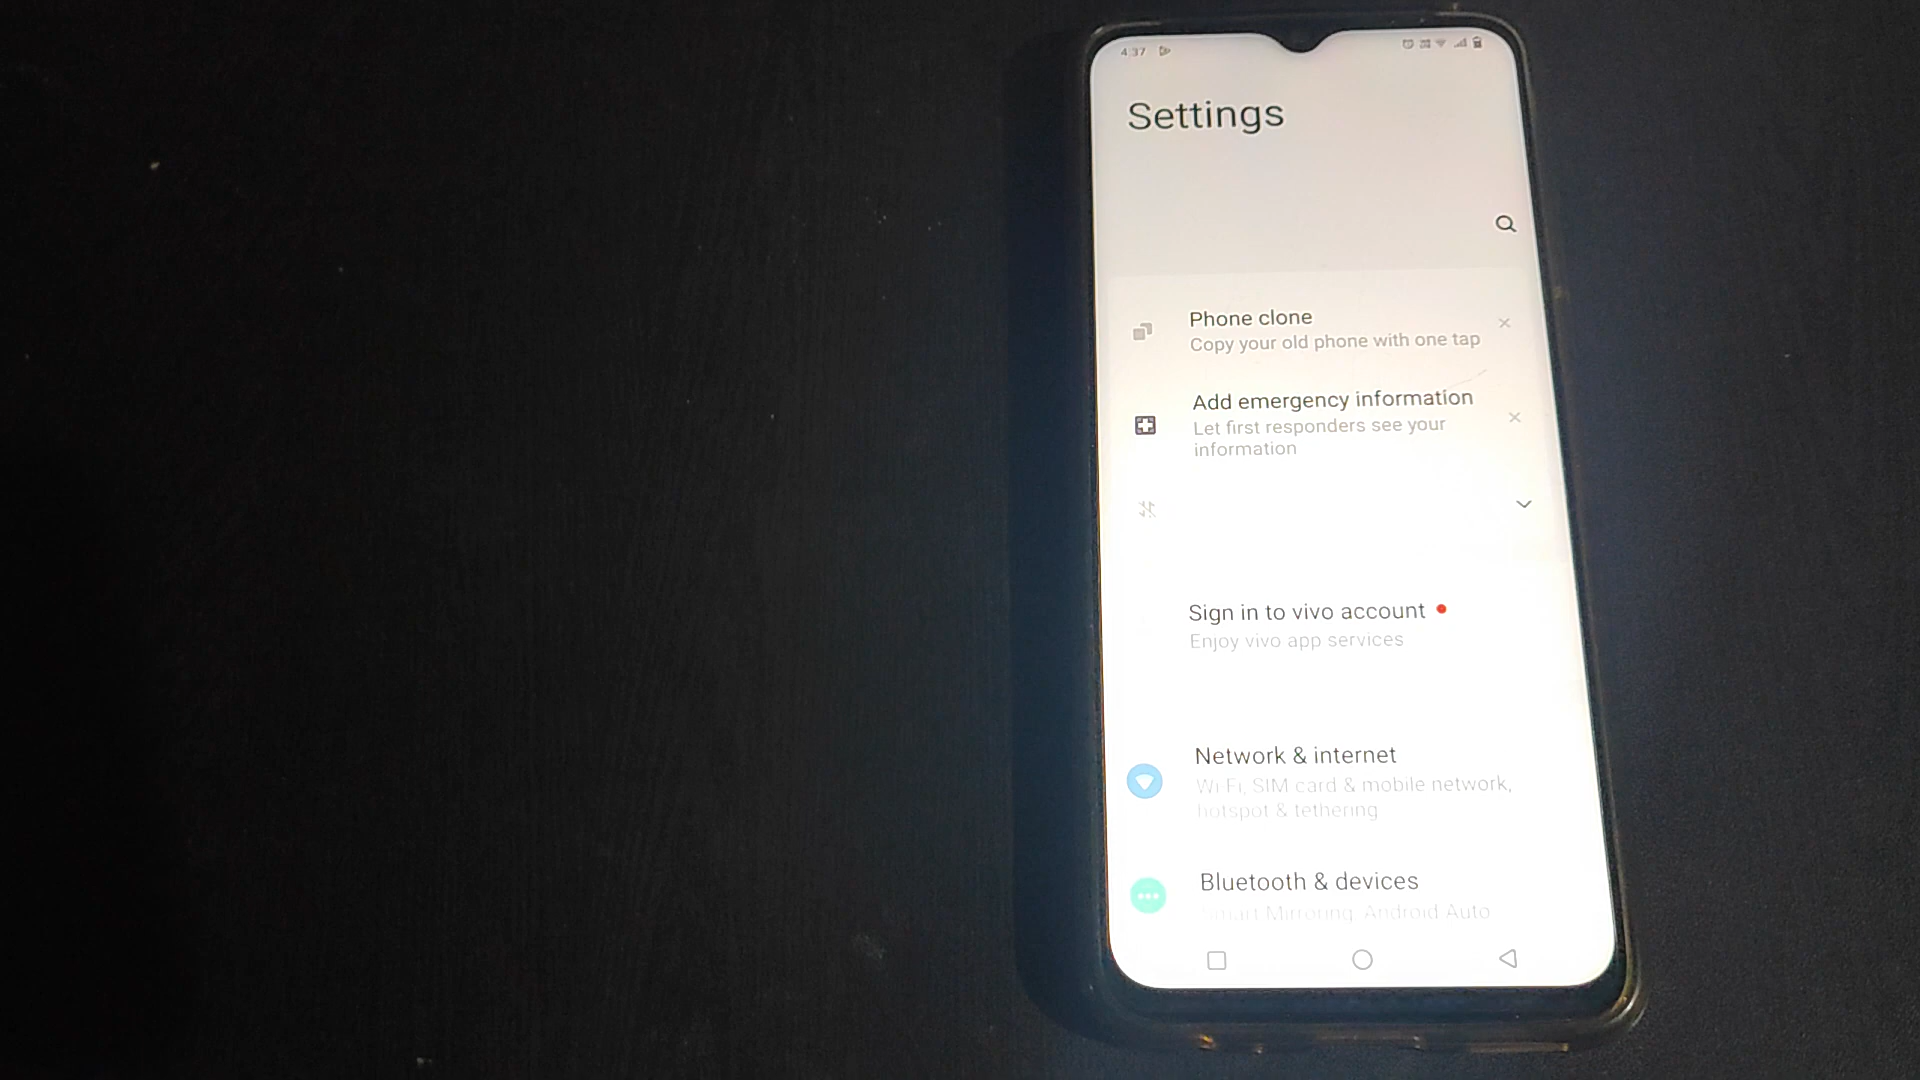 4:37
Settings
Phone clone
Copy your old phone with one tap
Add emergency information
Let first responders see your
information
Sign in to vivo account
Enjoy vivo app services
Network & internet
Wi-Fi, SIM card & mobile network,
hotspot & tethering
Bluetooth & devices
Smart Mirroring, Android Auto